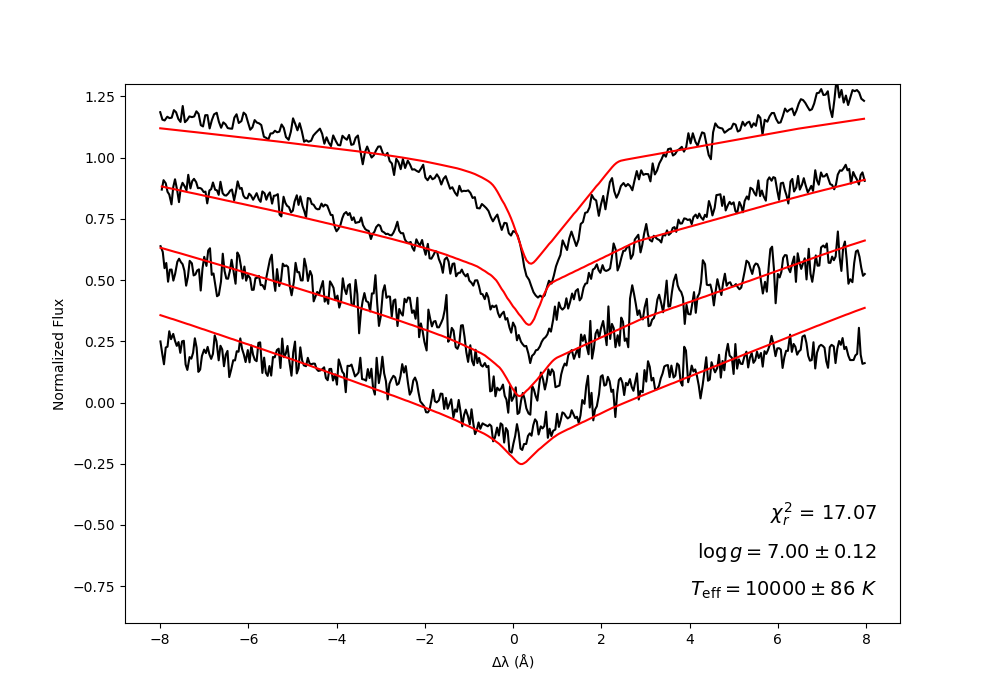 1.25
1.00
0.75
0.50
0.25
0.00
−0.25
−0.50
−0.75
Normalized Flux
χ²ᵣ = 17.07
log g = 7.00 ± 0.12
T_eff = 10000 ± 86 K
−8 −6 −4 −2 0 2 4 6 8
Δλ (Å)